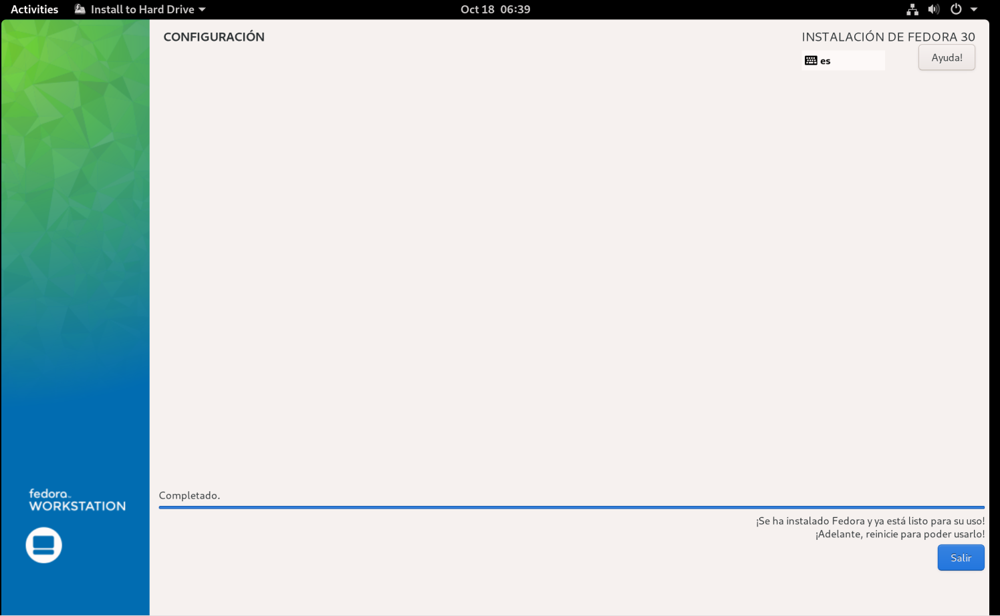 Activities Install to Hard Drive Oct 18 06:39
CONFIGURACIÓN
INSTALACIÓN DE FEDORA 30
es
Ayuda!
fedora™
WORKSTATION
Completado.
¡Se ha instalado Fedora y ya está listo para su uso!
¡Adelante, reinicie para poder usarlo!
Salir